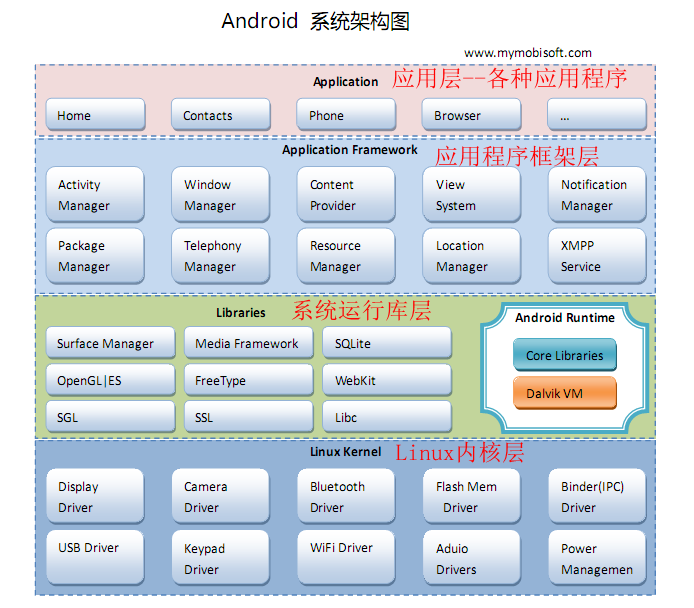 Android 系统架构图
www.mymobisoft.com
Application 应用层--各种应用程序
Home Contacts Phone Browser ...
Application Framework 应用程序框架层
Activity Window Content View Notification
Manager Manager Provider System Manager
Package Telephony Resource Location XMPP
Manager Manager Manager Manager Service
Libraries 系统运行库层 Android Runtime
Surface Manager Media Framework SQLite
Core Libraries
OpenGL|ES FreeType WebKit
Dalvik VM
SGL SSL Libc
Linux Kernel Linux内核层
Display Camera Bluetooth Flash Mem Binder(IPC)
Driver Driver Driver Driver Driver
USB Driver Keypad WiFi Driver Aduio Power
Driver Drivers Managemen